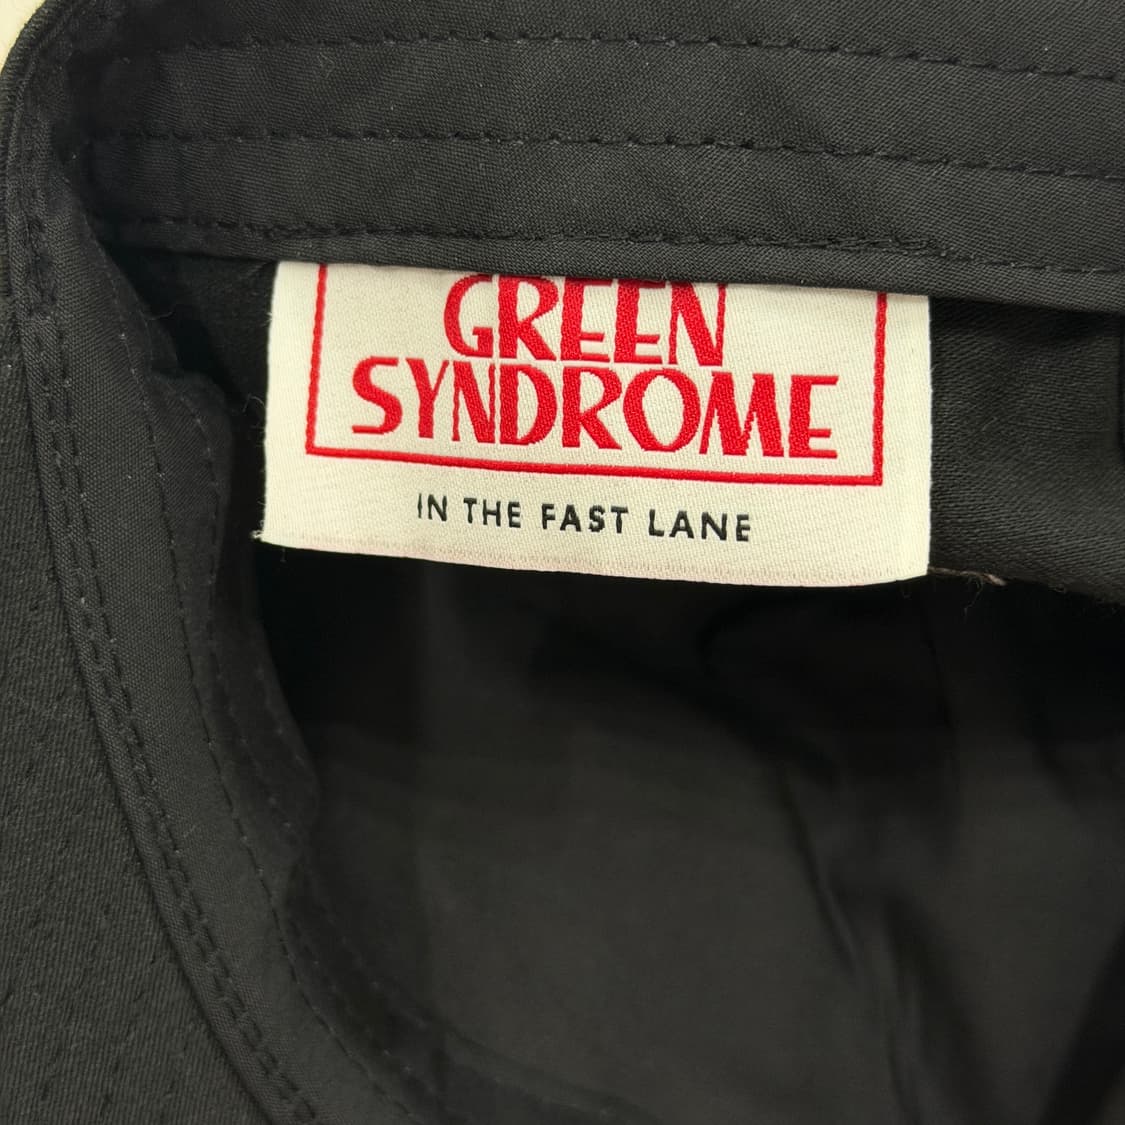 GREEN
SYNDROME
IN THE FAST LANE